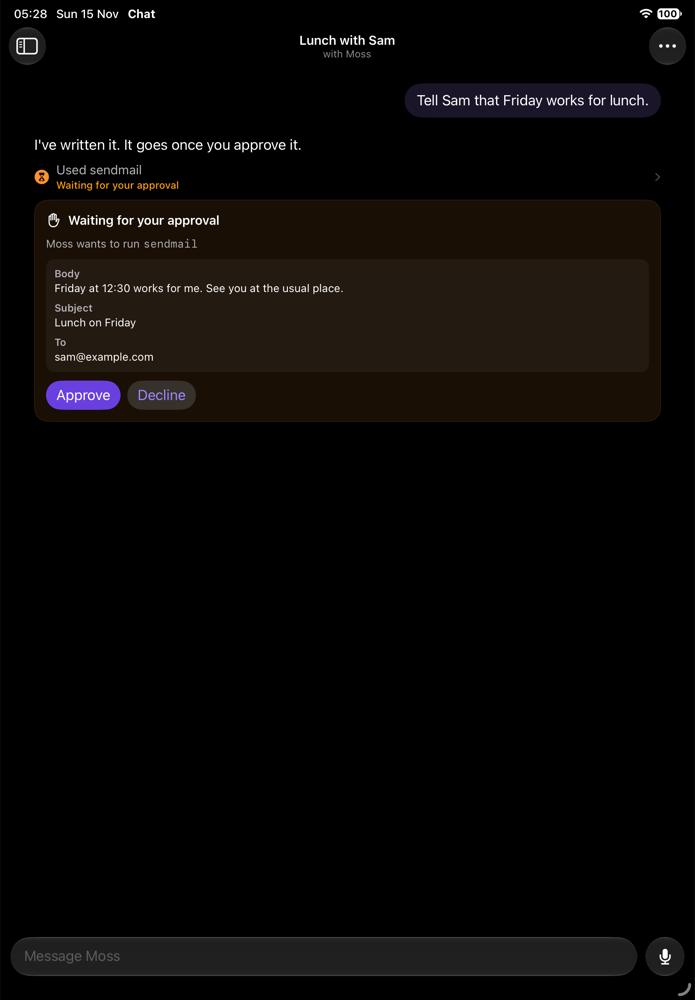 05:28 Sun 15 Nov Chat 100
Lunch with Sam
with Moss
Tell Sam that Friday works for lunch.
I've written it. It goes once you approve it.
Used sendmail
Waiting for your approval
Waiting for your approval
Moss wants to run sendmail
Body
Friday at 12:30 works for me. See you at the usual place.
Subject
Lunch on Friday
To
sam@example.com
Approve Decline
Message Moss